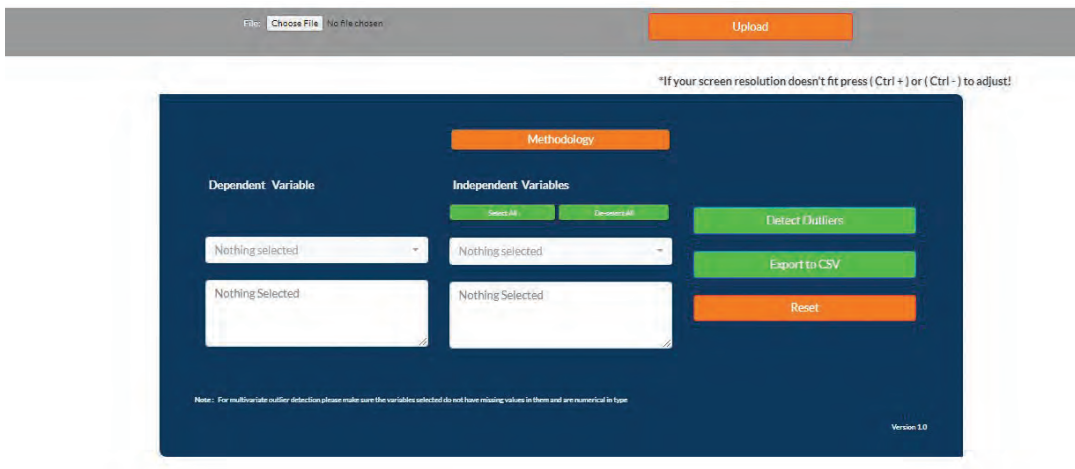 File: Choose File No file chosen
Upload
*If your screen resolution doesn't fit press ( Ctrl + ) or ( Ctrl - ) to adjust!
Methodology
Dependent Variable
Independent Variables
Select All
De-select All
Nothing selected
Nothing selected
Nothing Selected
Nothing Selected
Detect Outliers
Export to CSV
Reset
Note : For multivariate outlier detection please make sure the variables selected do not have missing values in them and are numerical in type
Version 1.0